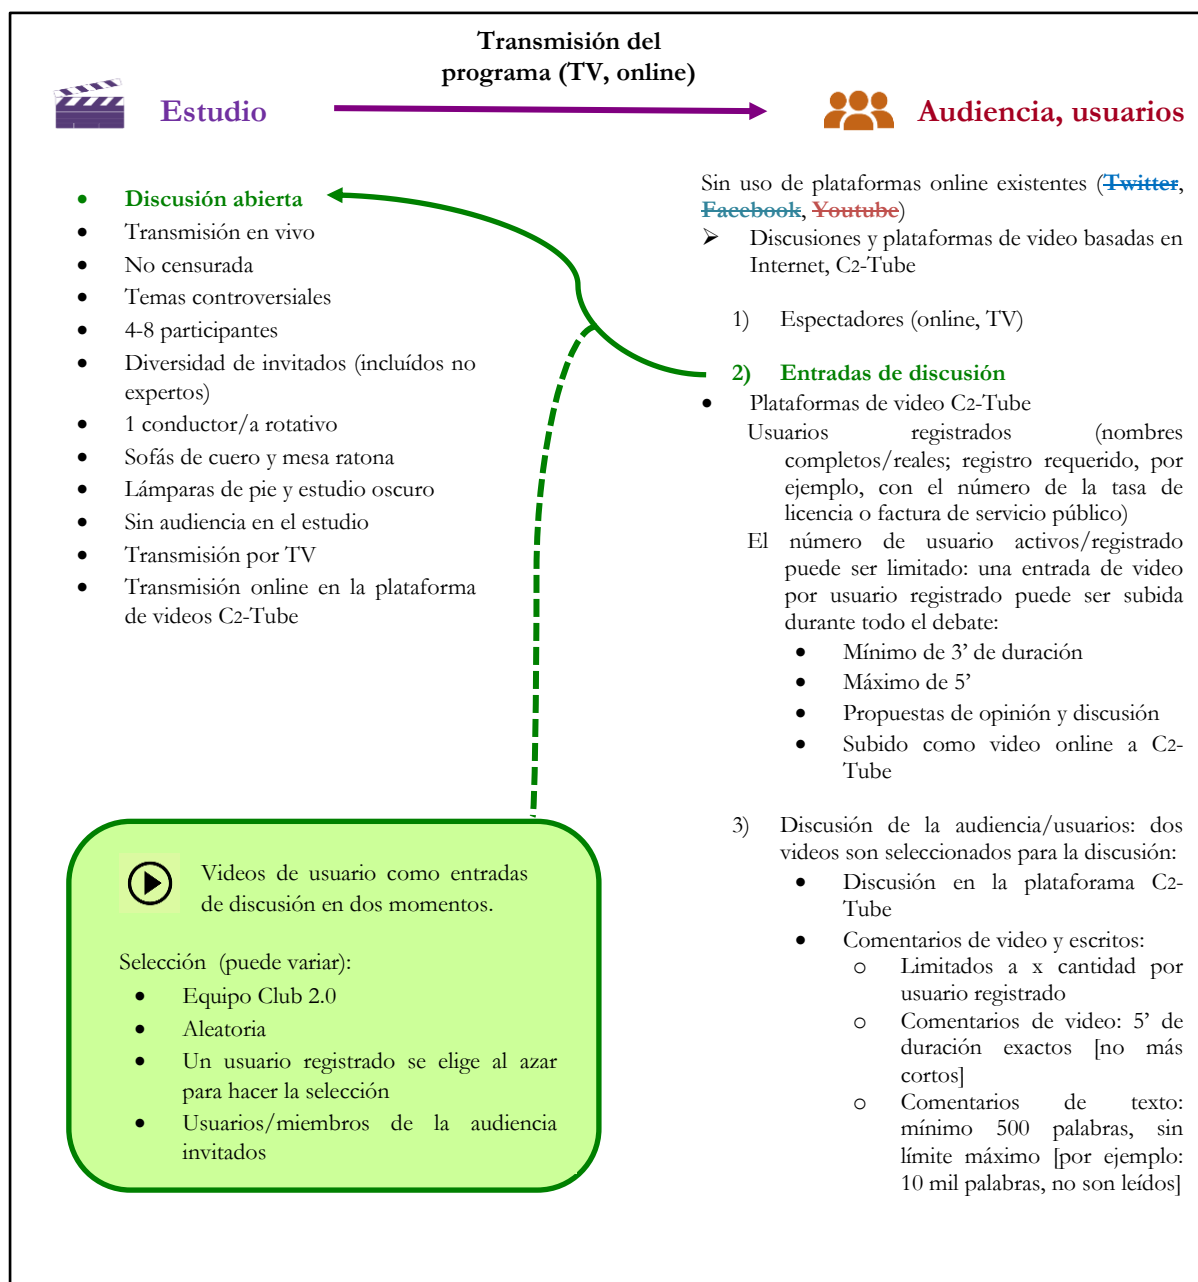 Transmisión del
programa (TV, online)
Estudio
Audiencia, usuarios
• Discusión abierta
• Transmisión en vivo
• No censurada
• Temas controversiales
• 4-8 participantes
• Diversidad de invitados (incluídos no
expertos)
• 1 conductor/a rotativo
• Sofás de cuero y mesa ratona
• Lámparas de pie y estudio oscuro
• Sin audiencia en el estudio
• Transmisión por TV
• Transmisión online en la plataforma
de videos C2-Tube
Videos de usuario como entradas
de discusión en dos momentos.
Selección (puede variar):
• Equipo Club 2.0
• Aleatoria
• Un usuario registrado se elige al azar
para hacer la selección
• Usuarios/miembros de la audiencia
invitados
Sin uso de plataformas online existentes (Twitter,
Facebook, Youtube)
➢ Discusiones y plataformas de video basadas en
Internet, C2-Tube
1) Espectadores (online, TV)
2) Entradas de discusión
• Plataformas de video C2-Tube
Usuarios registrados (nombres
completos/reales; registro requerido, por
ejemplo, con el número de la tasa de
licencia o factura de servicio público)
El número de usuario activos/registrado
puede ser limitado: una entrada de video
por usuario registrado puede ser subida
durante todo el debate:
• Mínimo de 3’ de duración
• Máximo de 5’
• Propuestas de opinión y discusión
• Subido como video online a C2-
Tube
3) Discusión de la audiencia/usuarios: dos
videos son seleccionados para la discusión:
• Discusión en la plataforama C2-
Tube
• Comentarios de video y escritos:
o Limitados a x cantidad por
usuario registrado
o Comentarios de video: 5’ de
duración exactos [no más
cortos]
o Comentarios de texto:
mínimo 500 palabras, sin
límite máximo [por ejemplo:
10 mil palabras, no son leídos]